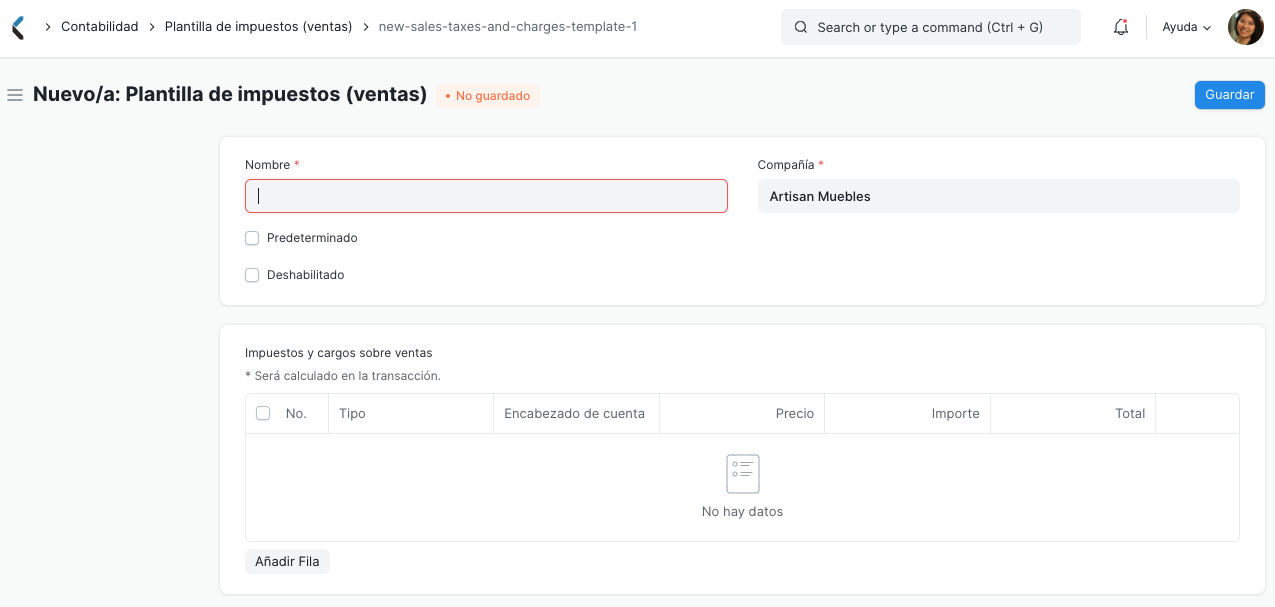 Contabilidad Plantilla de impuestos (ventas) new-sales-taxes-and-charges-template-1 Search or type a command (Ctrl + G) Ayuda
Nuevo/a: Plantilla de impuestos (ventas) • No guardado Guardar
Nombre * Compañía *
Artisan Muebles
Predeterminado
Deshabilitado
Impuestos y cargos sobre ventas
* Será calculado en la transacción.
No. Tipo Encabezado de cuenta Precio Importe Total
No hay datos
Añadir Fila